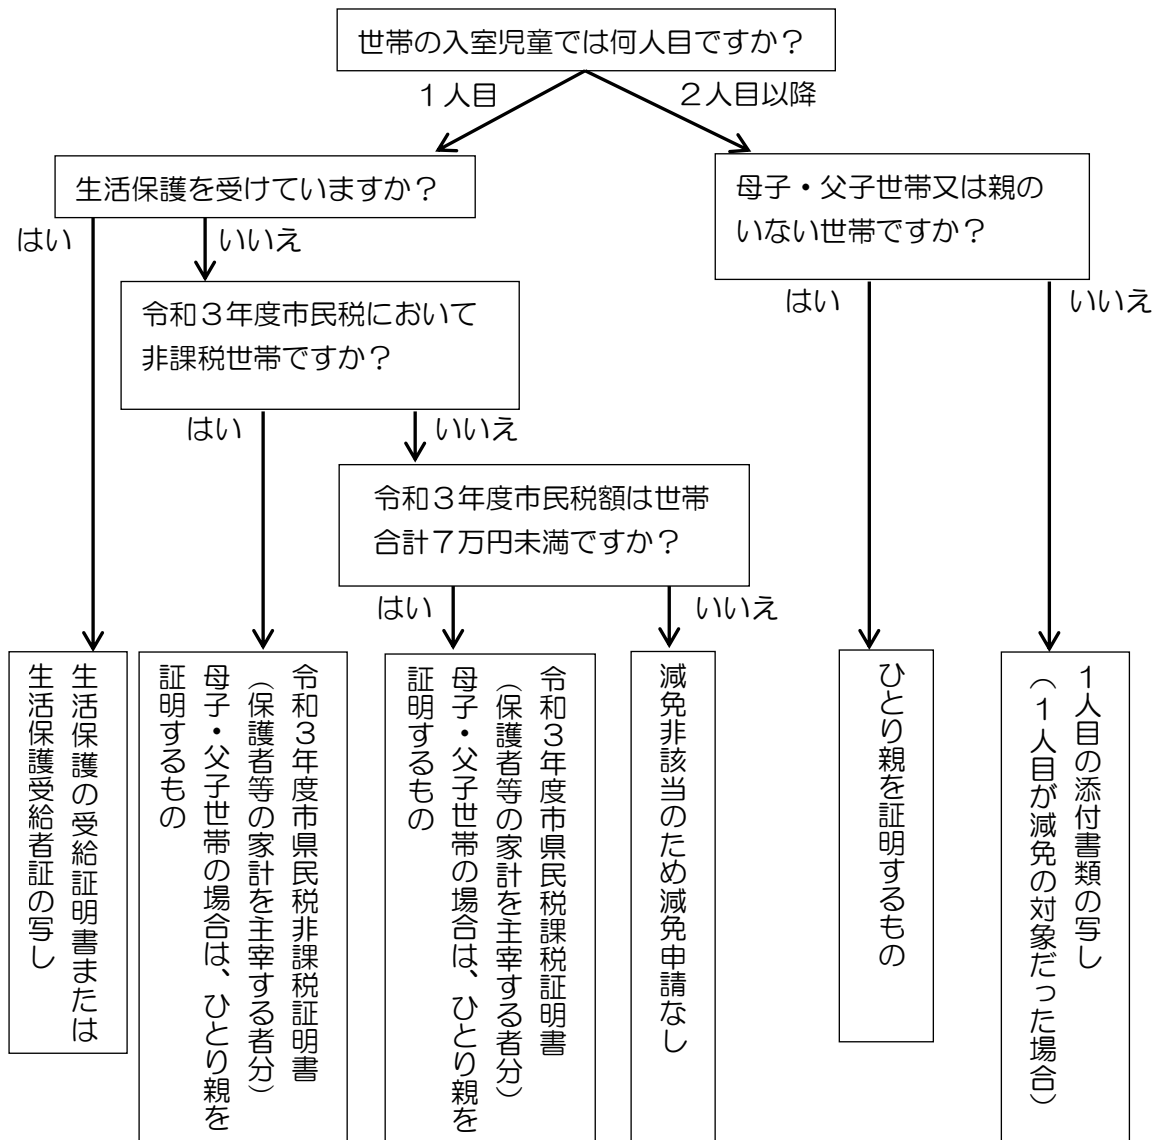 世帯の入室児童では何人目ですか？
１人目
２人目以降
生活保護を受けていますか？
母子・父子世帯又は親の
いない世帯ですか？
はい
いいえ
はい
いいえ
令和３年度市民税において
非課税世帯ですか？
はい
いいえ
令和３年度市民税額は世帯
合計７万円未満ですか？
はい
いいえ
生活保護の受給証明書または
生活保護受給者証の写し
令和３年度市県民税非課税証明書
（保護者等の家計を主宰する者分）
母子・父子世帯の場合は、ひとり親を
証明するもの
令和３年度市県民税課税証明書
（保護者等の家計を主宰する者分）
母子・父子世帯の場合は、ひとり親を
証明するもの
減免非該当のため減免申請なし
ひとり親を証明するもの
１人目の添付書類の写し
（１人目が減免の対象だった場合）